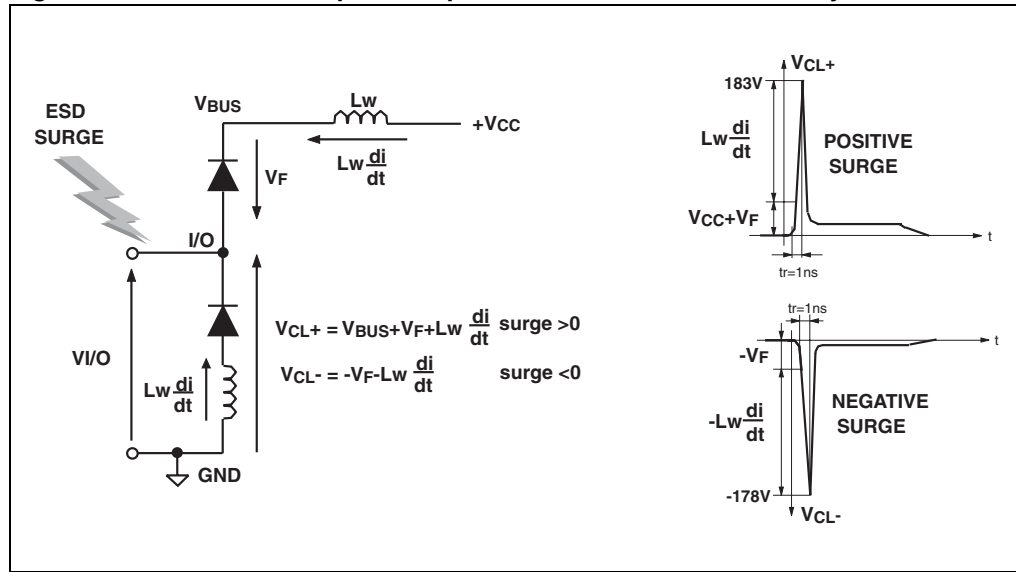 ESD
SURGE
VBUS
Lw
+VCC
Lw di/dt
VF
I/O
VI/O
Lw di/dt
GND
VCL+ = VBUS+VF+Lw di/dt surge >0
VCL- = -VF-Lw di/dt surge <0
VCL+
183V
Lw di/dt
POSITIVE
SURGE
VCC+VF
t
tr=1ns
tr=1ns
t
-VF
-Lw di/dt
NEGATIVE
SURGE
-178V
VCL-